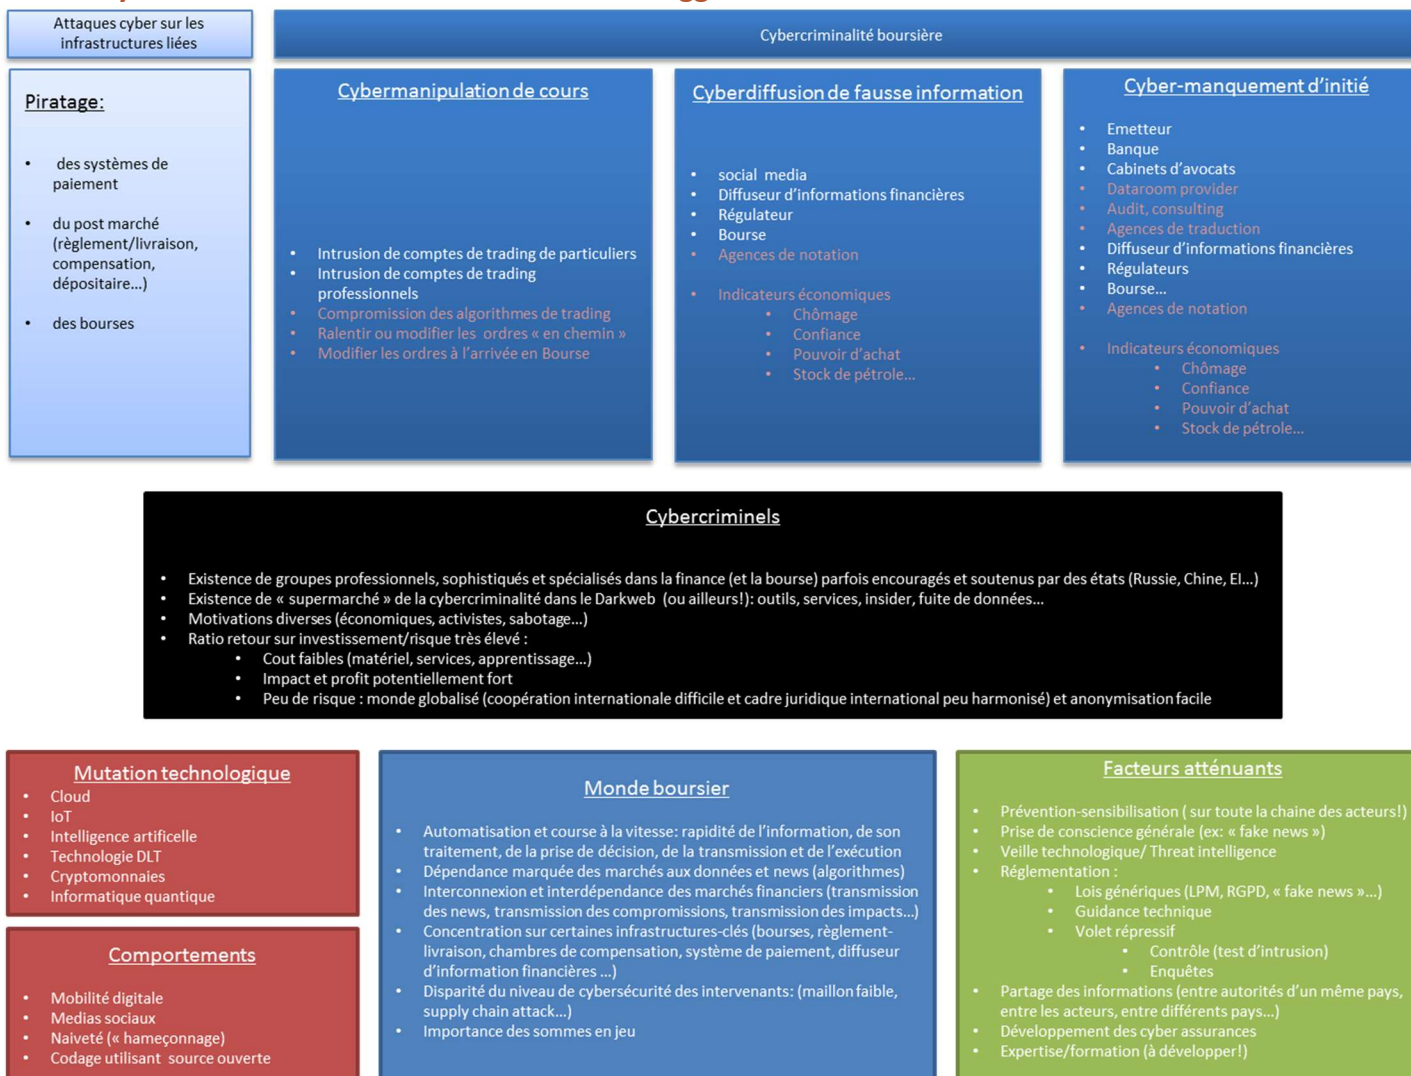 Attaques cyber sur les
infrastructures liées
Cybercriminalité boursière
Piratage:
• des systèmes de
paiement
• du post marché
(règlement/livraison,
compensation,
dépositaire…)
• des bourses
Cybermanipulation de cours
• Intrusion de comptes de trading de particuliers
• Intrusion de comptes de trading
professionnels
• Compromission des algorithmes de trading
• Ralentir ou modifier les ordres « en chemin »
• Modifier les ordres à l'arrivée en Bourse
Cyberdiffusion de fausse information
• social media
• Diffuseur d'informations financières
• Régulateur
• Bourse
• Agences de notation
• Indicateurs économiques
• Chômage
• Confiance
• Pouvoir d'achat
• Stock de pétrole…
Cyber-manquement d'initié
• Emetteur
• Banque
• Cabinets d'avocats
• Dataroom provider
• Audit, consulting
• Agences de traduction
• Diffuseur d'informations financières
• Régulateurs
• Bourse…
• Agences de notation
• Indicateurs économiques
• Chômage
• Confiance
• Pouvoir d'achat
• Stock de pétrole…
Cybercriminels
• Existence de groupes professionnels, sophistiqués et spécialisés dans la finance (et la bourse) parfois encouragés et soutenus par des états (Russie, Chine, EI…)
• Existence de « supermarché » de la cybercriminalité dans le Darkweb (ou ailleurs!): outils, services, insider, fuite de données…
• Motivations diverses (économiques, activistes, sabotage…)
• Ratio retour sur investissement/risque très élevé :
• Cout faibles (matériel, services, apprentissage…)
• Impact et profit potentiellement fort
• Peu de risque : monde globalisé (coopération internationale difficile et cadre juridique international peu harmonisé) et anonymisation facile
Mutation technologique
• Cloud
• IoT
• Intelligence artificelle
• Technologie DLT
• Cryptomonnaies
• Informatique quantique
Comportements
• Mobilité digitale
• Medias sociaux
• Naiveté (« hameçonnage)
• Codage utilisant source ouverte
Monde boursier
• Automatisation et course à la vitesse: rapidité de l'information, de son
traitement, de la prise de décision, de la transmission et de l'exécution
• Dépendance marquée des marchés aux données et news (algorithmes)
• Interconnexion et interdépendance des marchés financiers (transmission
des news, transmission des compromissions, transmission des impacts…)
• Concentration sur certaines infrastructures-clés (bourses, règlement-
livraison, chambres de compensation, système de paiement, diffuseur
d'information financières …)
• Disparité du niveau de cybersécurité des intervenants: (maillon faible,
supply chain attack…)
• Importance des sommes en jeu
Facteurs atténuants
• Prévention-sensibilisation ( sur toute la chaine des acteurs!)
• Prise de conscience générale (ex: « fake news »)
• Veille technologique/ Threat intelligence
• Réglementation :
• Lois génériques (LPM, RGPD, « fake news »…)
• Guidance technique
• Volet répressif
• Contrôle (test d'intrusion)
• Enquêtes
• Partage des informations (entre autorités d'un même pays,
entre les acteurs, entre différents pays…)
• Développement des cyber assurances
• Expertise/formation (à développer!)